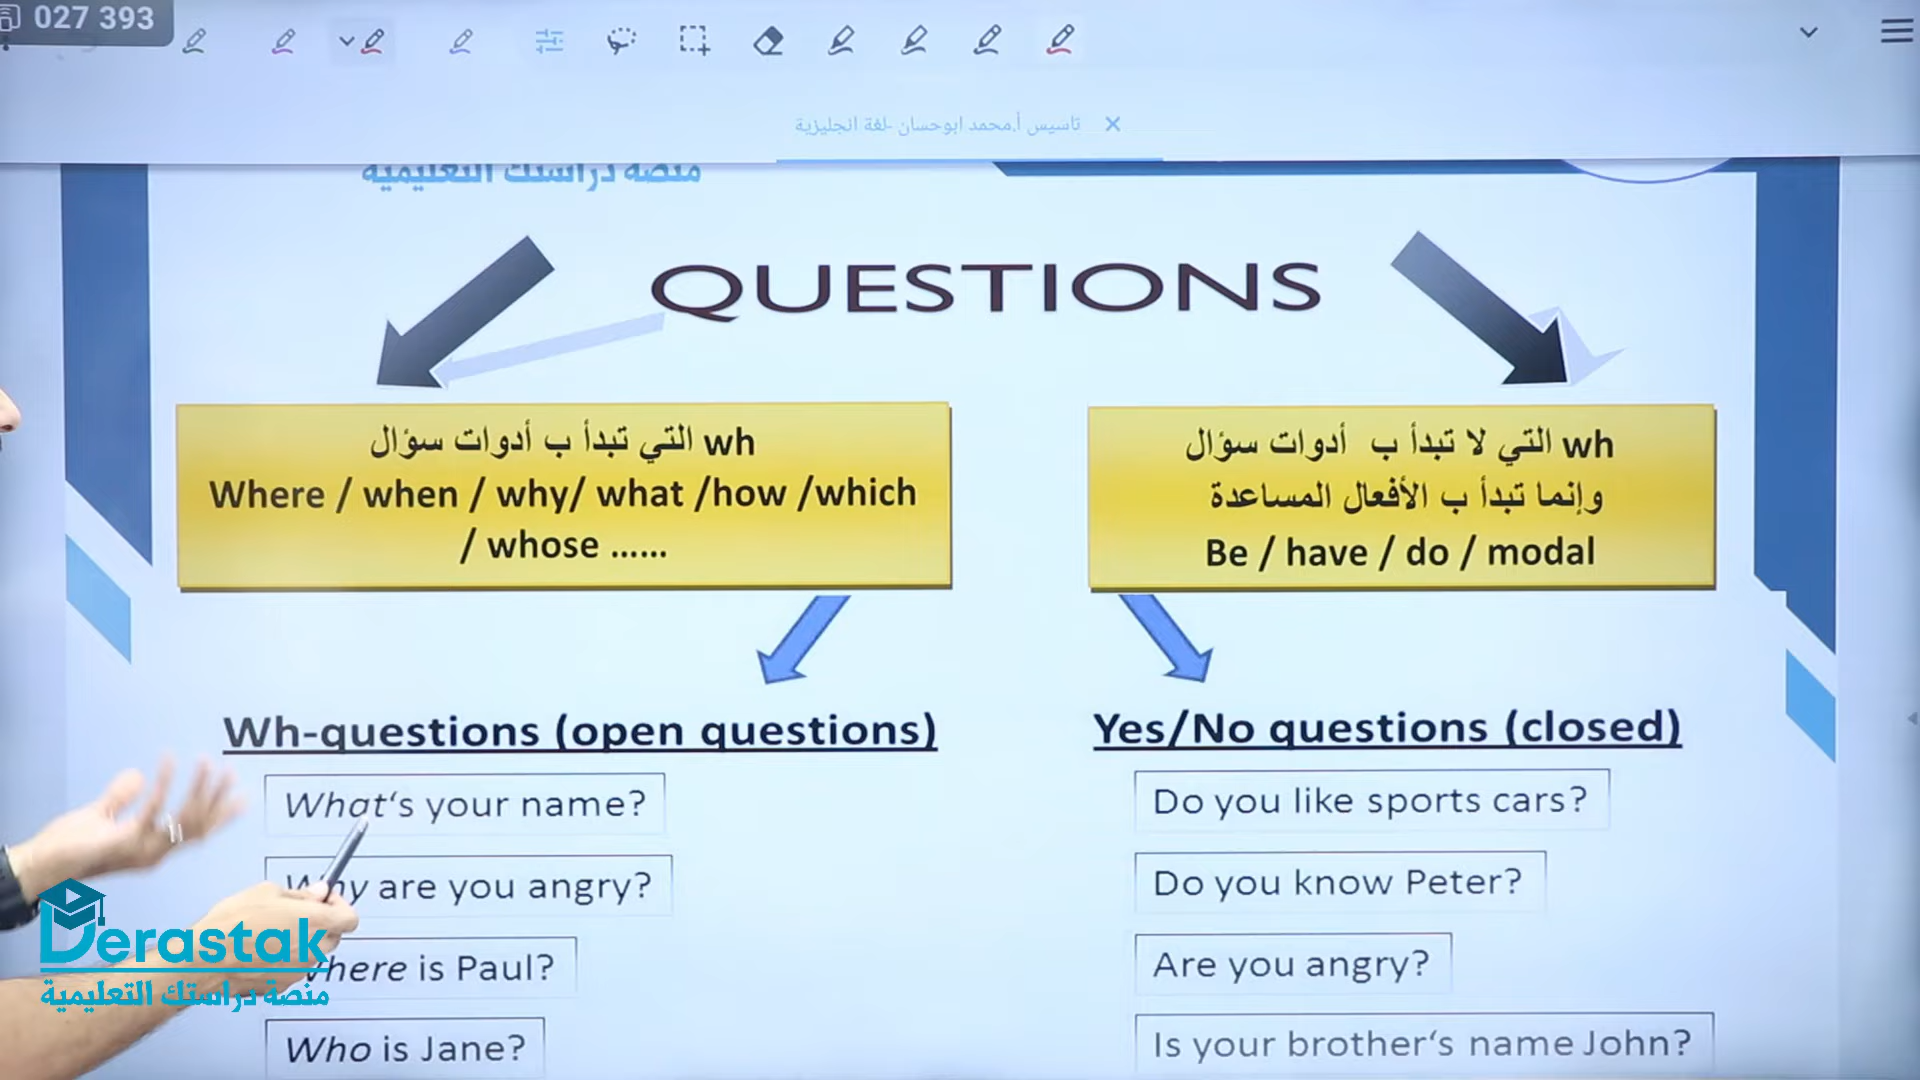 027 393
تاسيس أ.محمد ابوحسان -لغة انجليزية
منصة دراستك التعليمية
QUESTIONS
التي تبدأ ب أدوات سؤال wh
Where / when / why/ what /how /which
/ whose ......
التي لا تبدأ ب أدوات سؤال wh
وإنما تبدأ ب الأفعال المساعدة
Be / have / do / modal
Wh-questions (open questions)
What‘s your name?
Why are you angry?
Where is Paul?
Who is Jane?
Yes/No questions (closed)
Do you like sports cars?
Do you know Peter?
Are you angry?
Is your brother‘s name John?
Derastak
منصة دراستك التعليمية